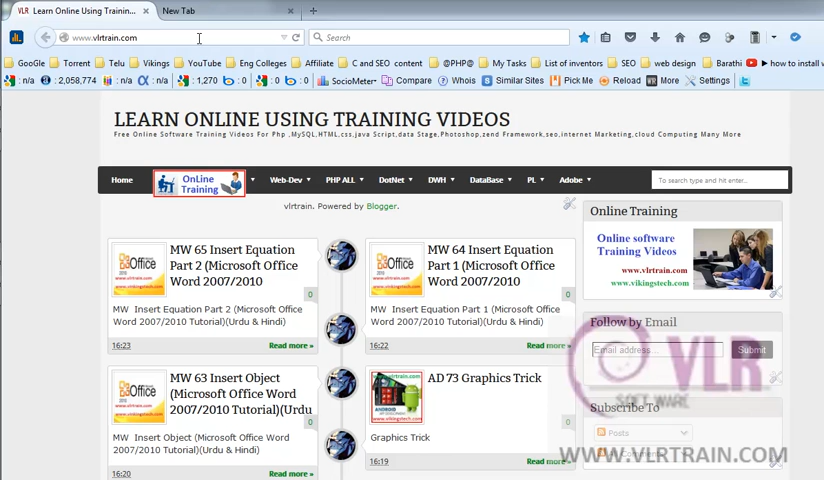 VLR Learn Online Using Trainin...
New Tab
www.vlrtrain.com
Search
GooGle Torrent Telu Vikings YouTube Eng Colleges Affiliate C and SEO content @PHP@ My Tasks List of inventors SEO web design Barathi how to install w
: n/a : 2,058,774 : n/a : n/a : 1,270 : 0 : 0 : 0 SocioMeter Compare Whois Similar Sites Pick Me Reload More Settings
LEARN ONLINE USING TRAINING VIDEOS
Free Online Software Training Videos For Php ,MySQL,HTML,css,java Script,data Stage,Photoshop,zend Framework,seo,internet Marketing,cloud Computing Many More
Home OnLine Training Web-Dev PHP ALL DotNet DWH DataBase PL Adobe To search type and hit enter...
vlrtrain. Powered by Blogger.
MW 65 Insert Equation
Part 2 (Microsoft Office
Word 2007/2010
0
MW Insert Equation Part 2 (Microsoft Office
Word 2007/2010 Tutorial)(Urdu & Hindi)
16:23 Read more »
MW 64 Insert Equation
Part 1 (Microsoft Office
Word 2007/2010
0
MW Insert Equation Part 1 (Microsoft Office
Word 2007/2010 Tutorial)(Urdu & Hindi)
16:22 Read more »
MW 63 Insert Object
(Microsoft Office
Word 2007/2010 Tutorial)(Urdu
0
MW Insert Object (Microsoft Office Word
2007/2010 Tutorial)(Urdu & Hindi)
16:20 Read more »
AD 73 Graphics Trick
0
Graphics Trick
16:19 Read more »
Online Training
Online software
Training Videos
www.vlrtrain.com
www.vikingstech.com
Follow by Email
Email address...
Submit
Subscribe To
Posts
VLR
SOFTWARE
WWW.VLRTRAIN.COM